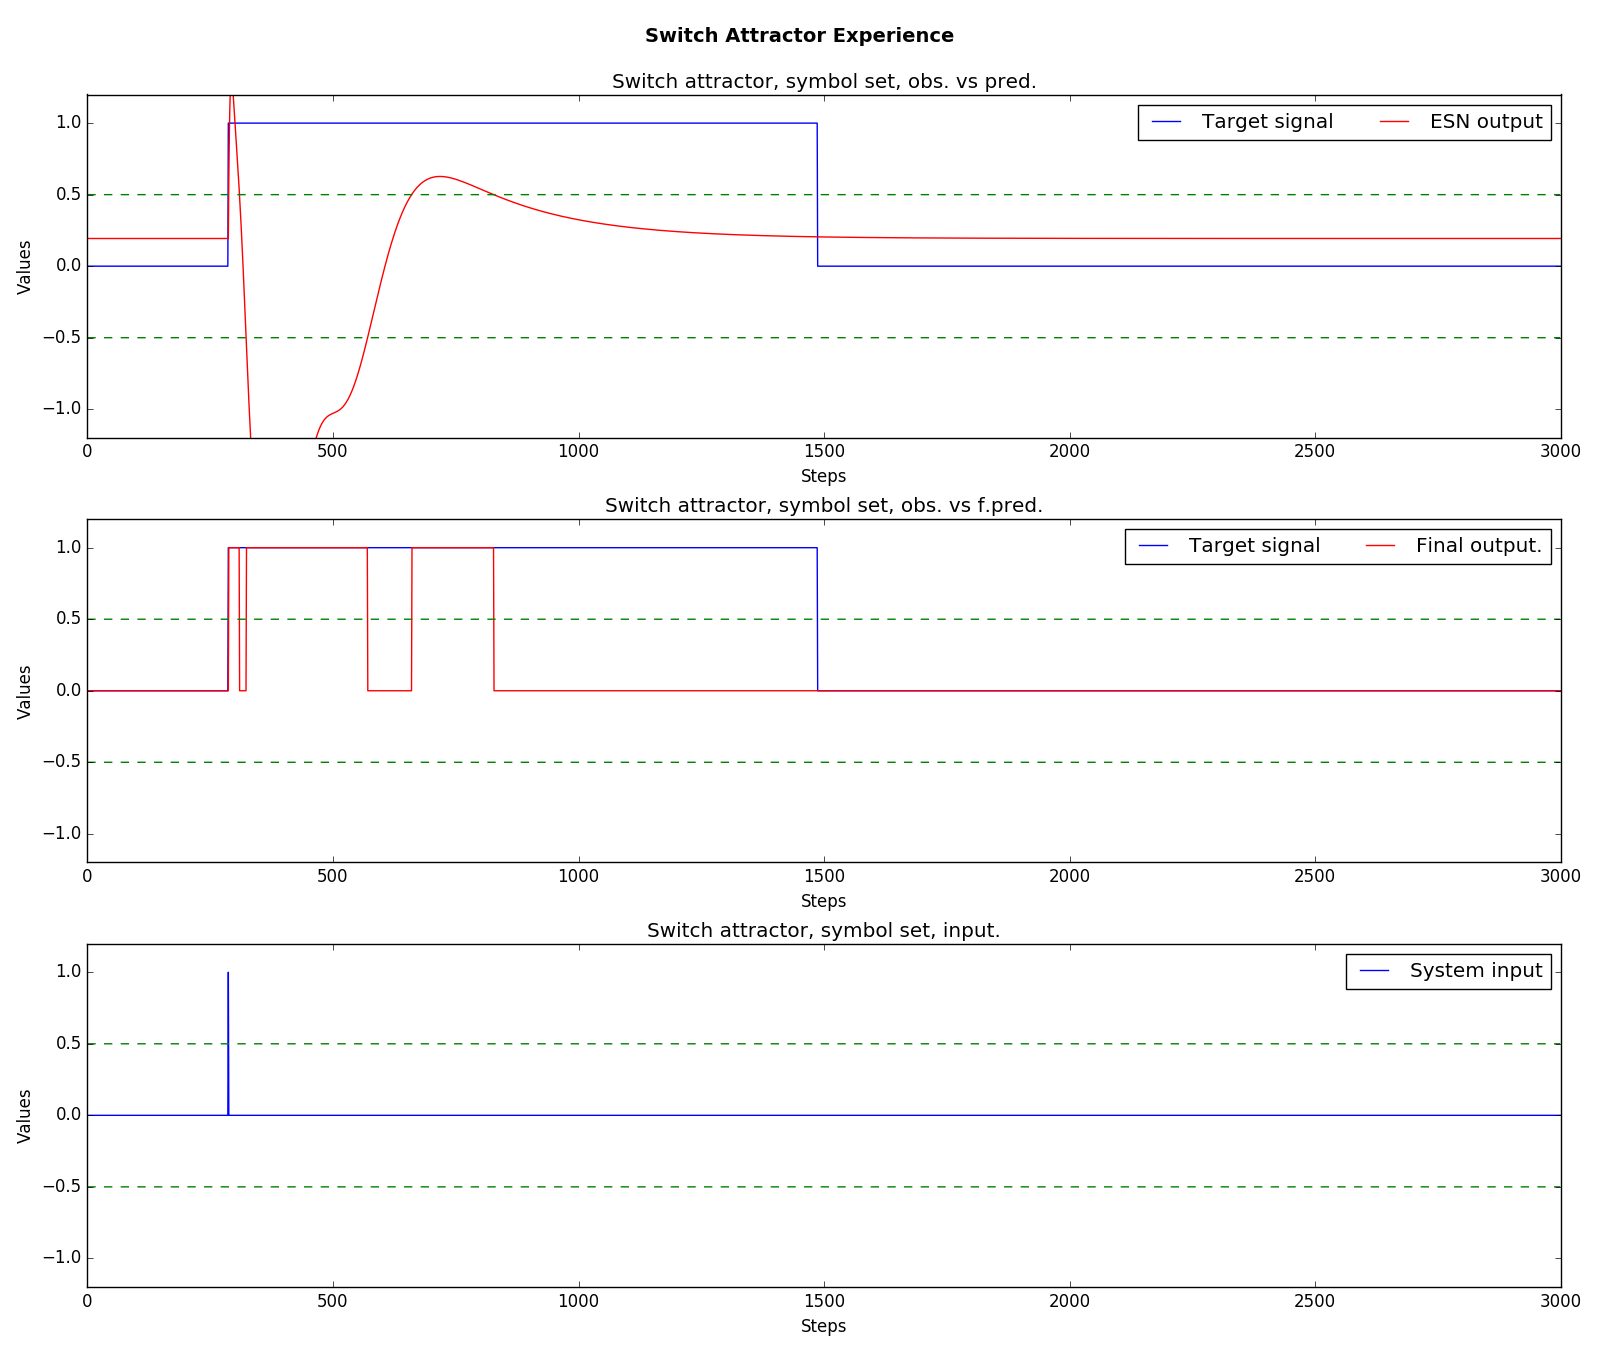 Switch Attractor Experience
Switch attractor, symbol set, obs. vs pred.
Target signal ESN output
1.0
0.5
0.0
−0.5
−1.0
Values
0 500 1000 1500 2000 2500 3000
Steps
Switch attractor, symbol set, obs. vs f.pred.
Target signal Final output.
1.0
0.5
0.0
−0.5
−1.0
Values
0 500 1000 1500 2000 2500 3000
Steps
Switch attractor, symbol set, input.
System input
1.0
0.5
0.0
−0.5
−1.0
Values
0 500 1000 1500 2000 2500 3000
Steps